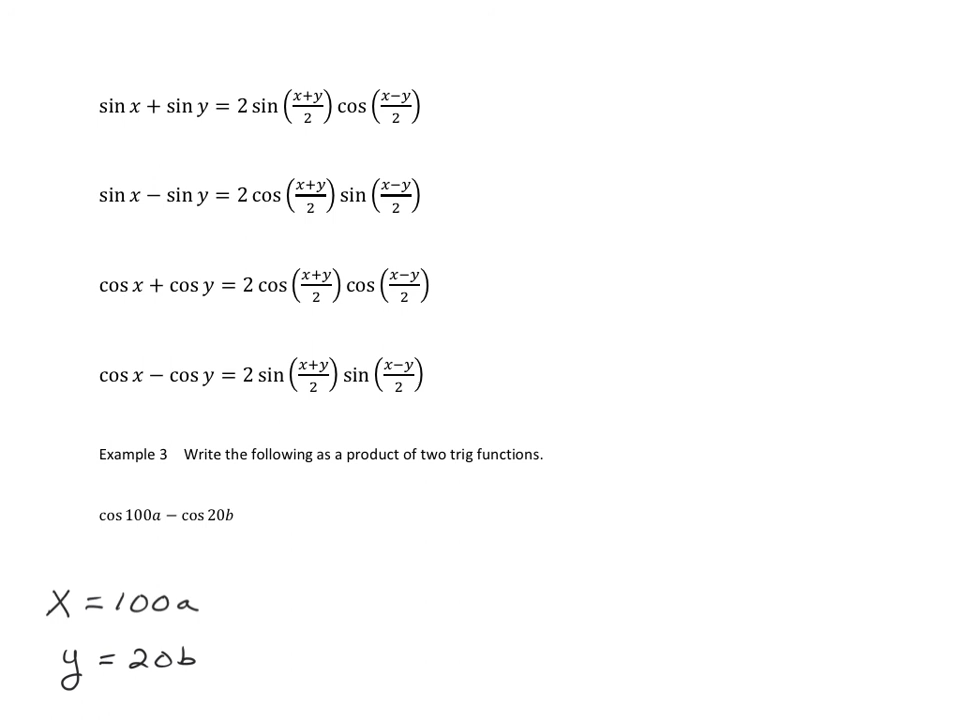 sin x + sin y = 2 sin ((x+y)/2) cos ((x−y)/2)
sin x − sin y = 2 cos ((x+y)/2) sin ((x−y)/2)
cos x + cos y = 2 cos ((x+y)/2) cos ((x−y)/2)
cos x − cos y = 2 sin ((x+y)/2) sin ((x−y)/2)
Example 3 Write the following as a product of two trig functions.
cos 100a − cos 20b
x = 100a
y = 20b